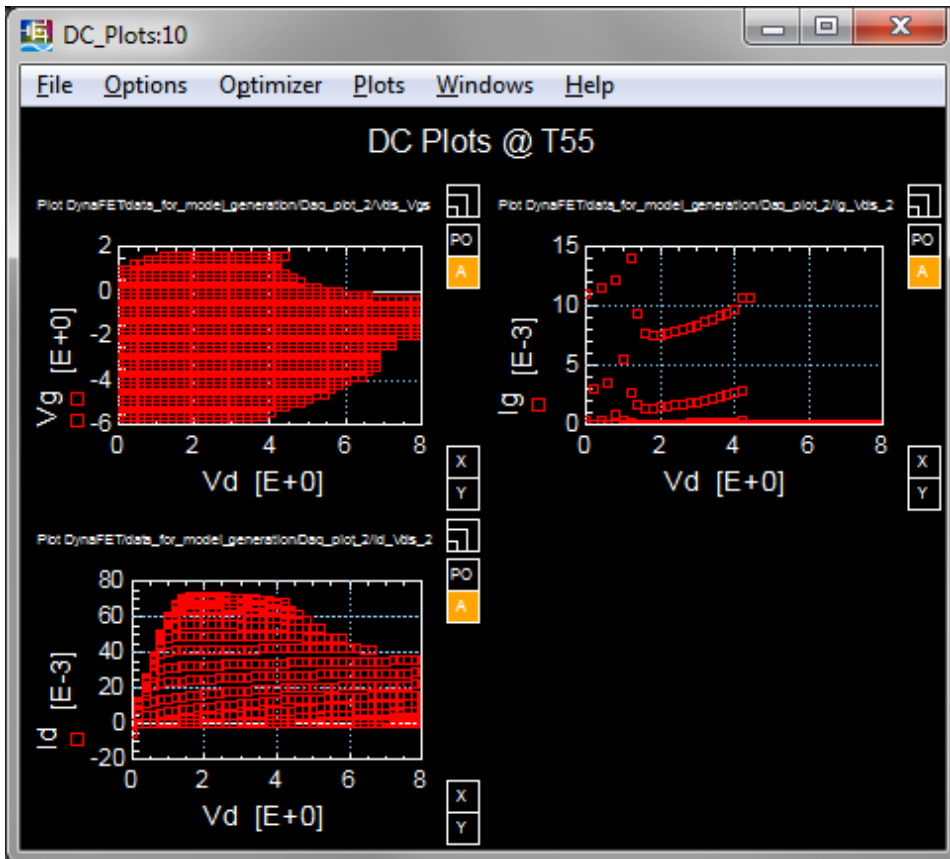 DC_Plots:10
File Options Optimizer Plots Windows Help
DC Plots @ T55
Plot DynaFET/data_for_model_generation/Daq_plot_2/Vds_Vgs
PO
A
2
0
-2
-4
-6
Vg [E+0]
0 2 4 6 8
Vd [E+0]
X
Y
Plot DynaFET/data_for_model_generation/Daq_plot_2/Ig_Vds_2
PO
A
15
10
5
0
Ig [E-3]
0 2 4 6 8
Vd [E+0]
X
Y
Plot DynaFET/data_for_model_generation/Daq_plot_2/Id_Vds_2
PO
A
80
60
40
20
0
-20
Id [E-3]
0 2 4 6 8
Vd [E+0]
X
Y